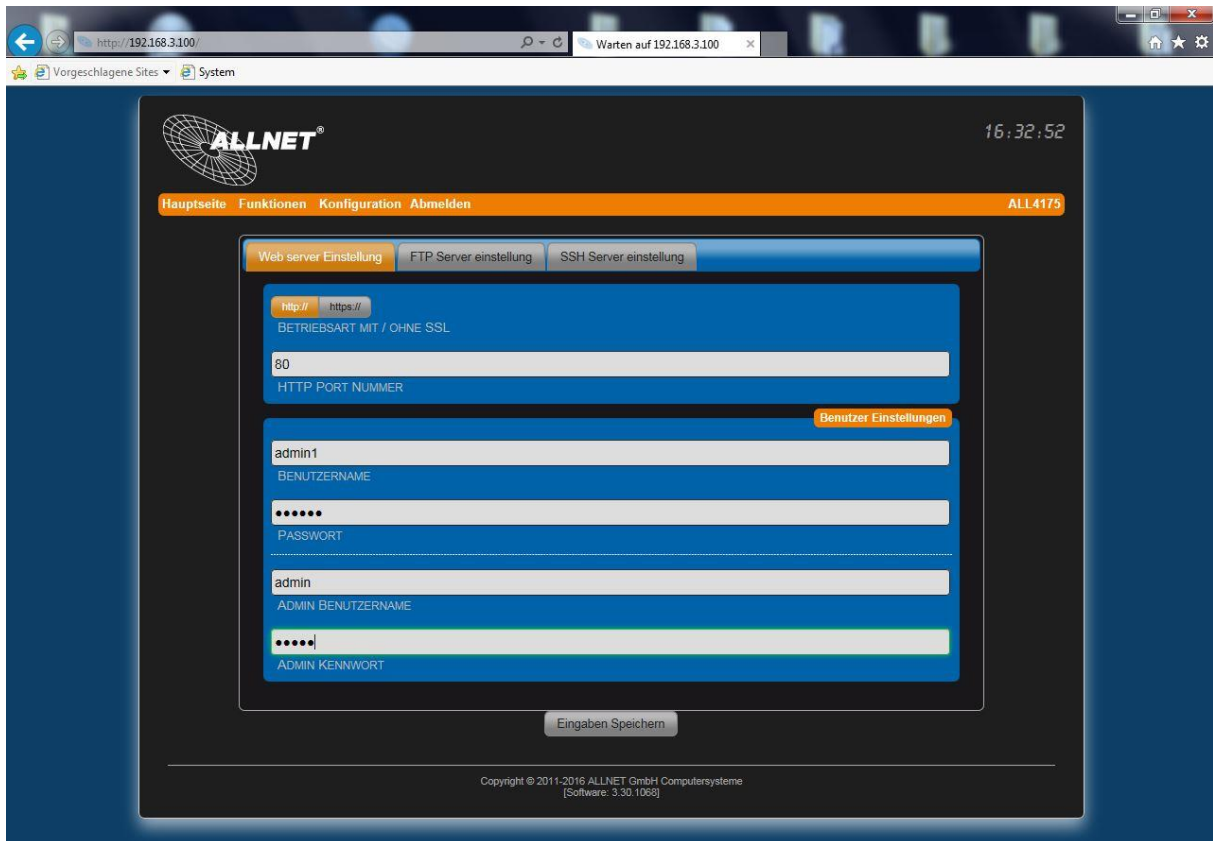 http://192.168.3.100/
Warten auf 192.168.3.100
Vorgeschlagene Sites
System
ALLNET®
16:32:52
Hauptseite Funktionen Konfiguration Abmelden
ALL4175
Web server Einstellung
FTP Server einstellung
SSH Server einstellung
http:// https://
BETRIEBSART MIT / OHNE SSL
80
HTTP PORT NUMMER
Benutzer Einstellungen
admin1
BENUTZERNAME
••••••
PASSWORT
admin
ADMIN BENUTZERNAME
•••••
ADMIN KENNWORT
Eingaben Speichern
Copyright © 2011-2016 ALLNET GmbH Computersysteme
[Software: 3.30.1068]